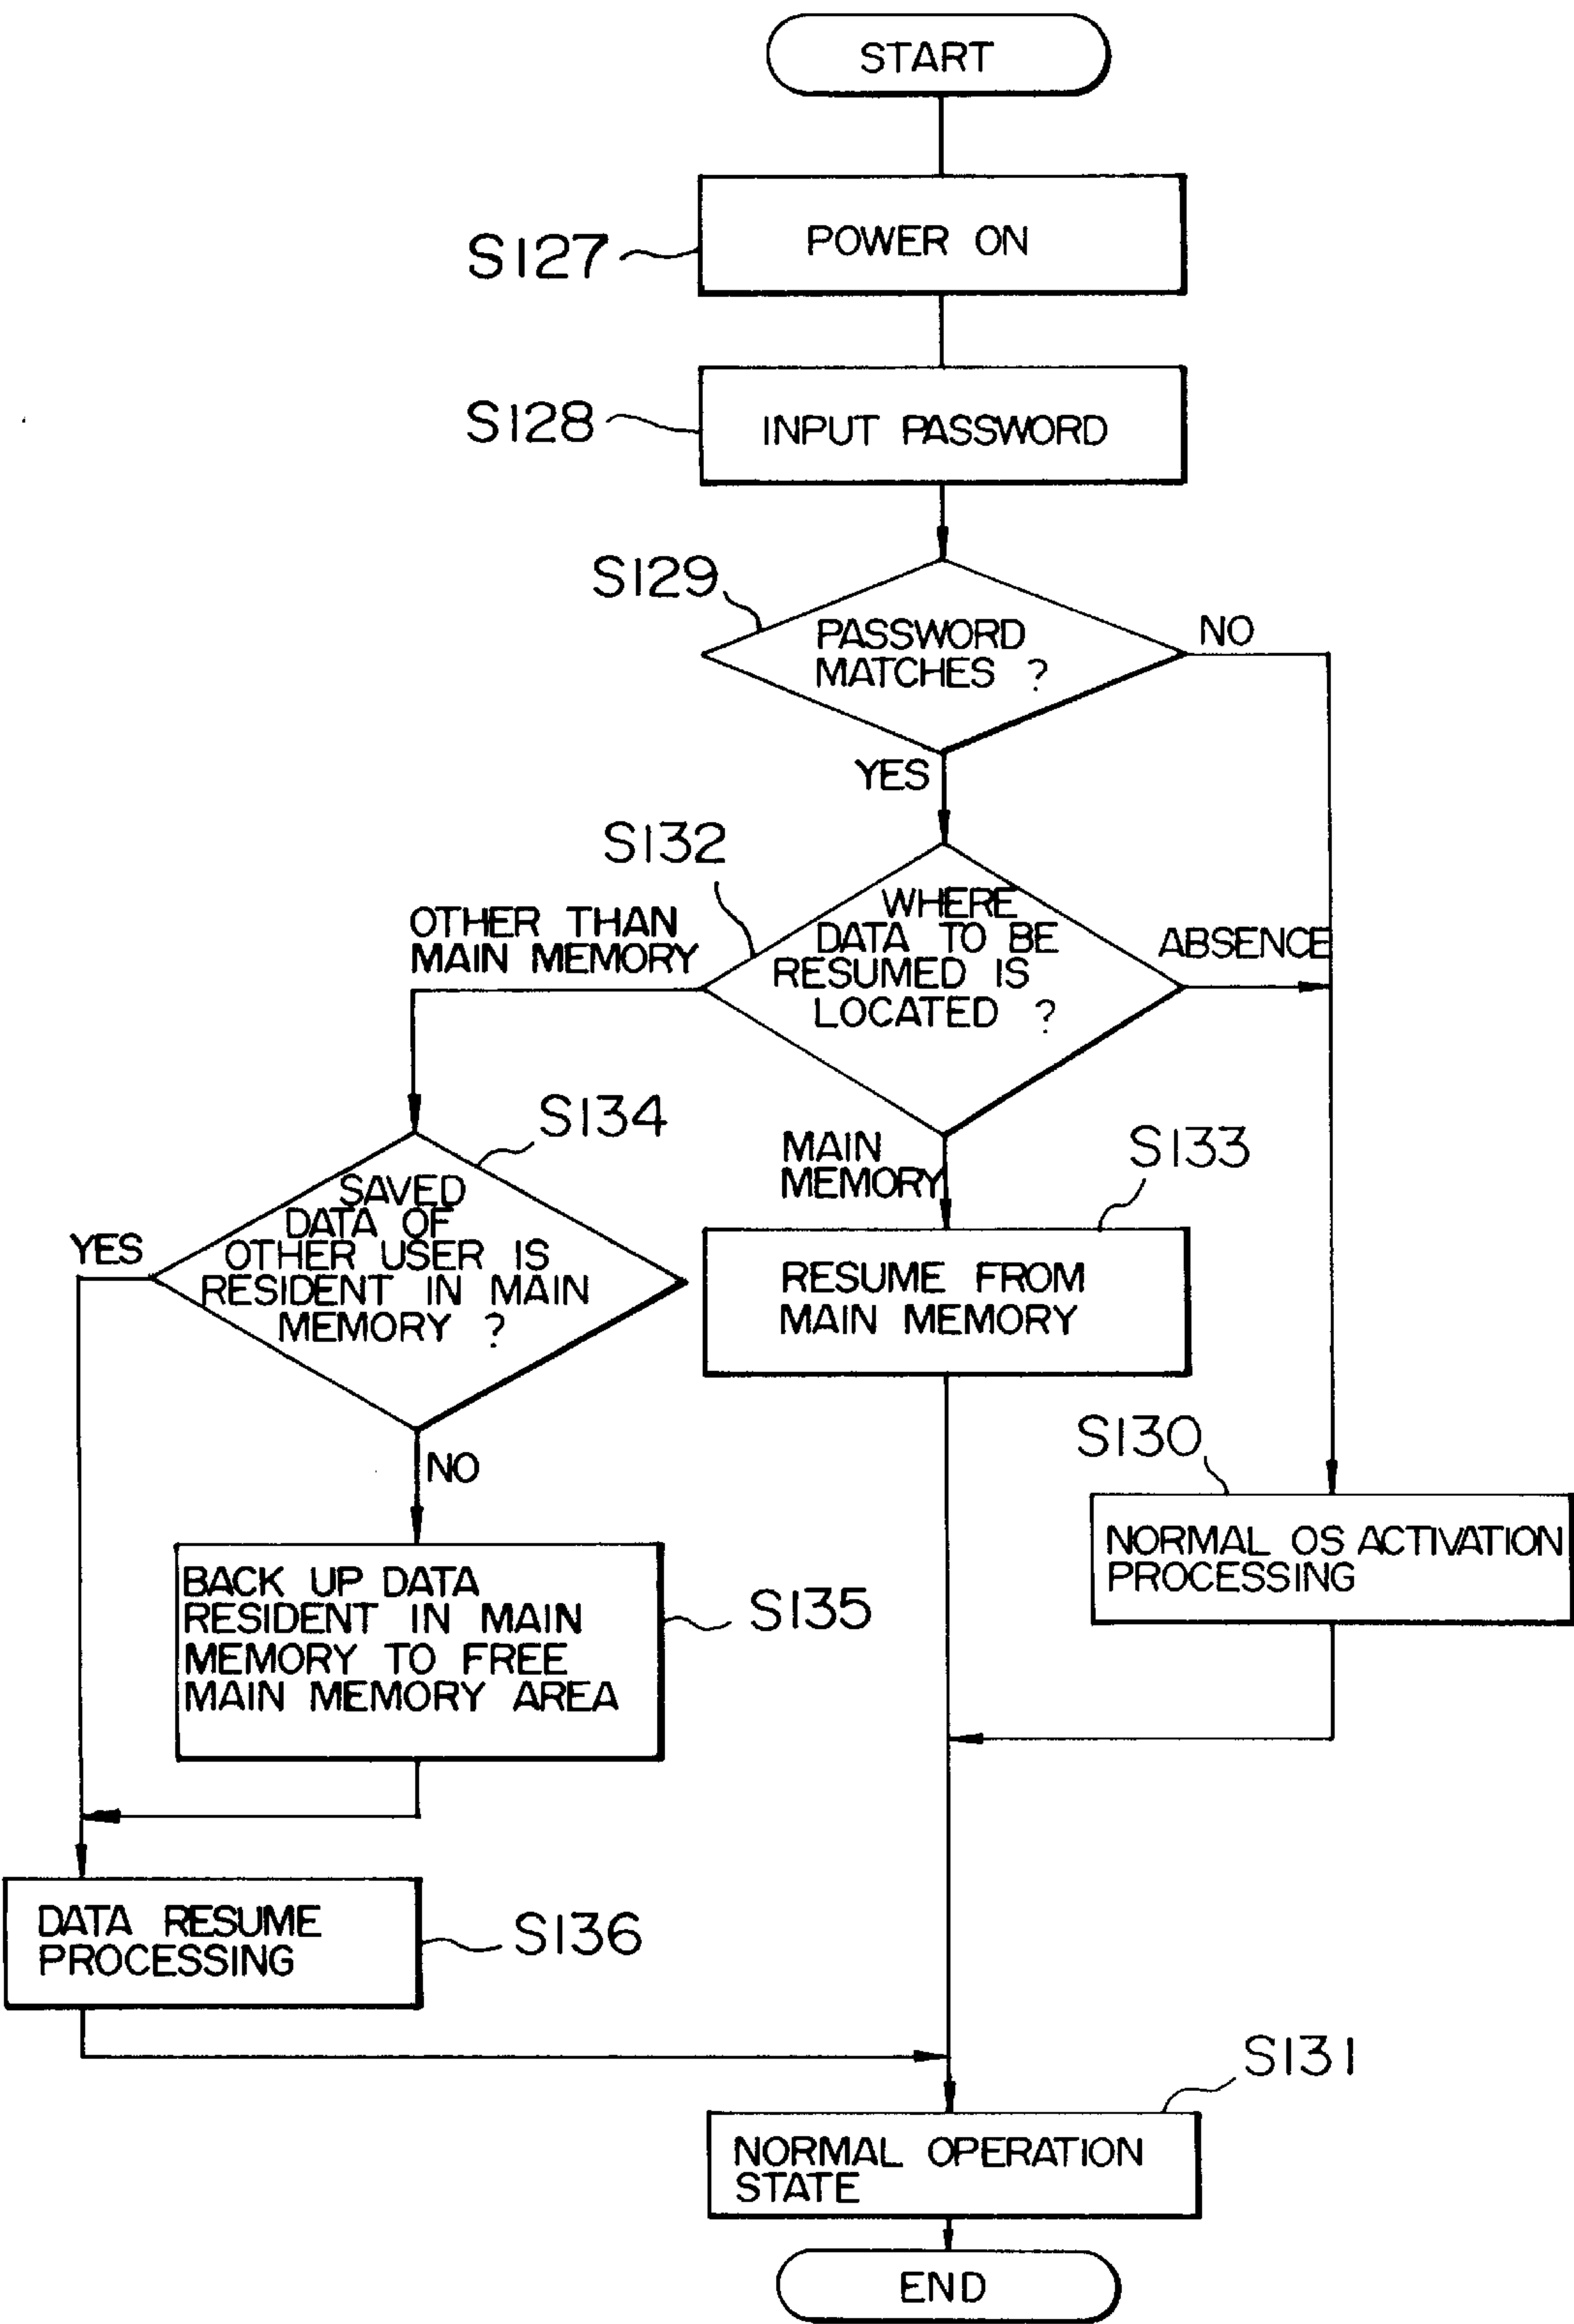 START
POWER ON
S127
INPUT PASSWORD
S128
S129
PASSWORD
MATCHES ?
NO
YES
S132
WHERE
DATA TO BE
RESUMED IS
LOCATED ?
OTHER THAN
MAIN MEMORY
ABSENCE
S134
MAIN
MEMORY
S133
SAVED
DATA OF
OTHER USER IS
RESIDENT IN MAIN
MEMORY ?
YES
RESUME FROM
MAIN MEMORY
NO
S130
NORMAL OS ACTIVATION
PROCESSING
BACK UP DATA
RESIDENT IN MAIN
MEMORY TO FREE
MAIN MEMORY AREA
S135
DATA RESUME
PROCESSING
S136
S131
NORMAL OPERATION
STATE
END